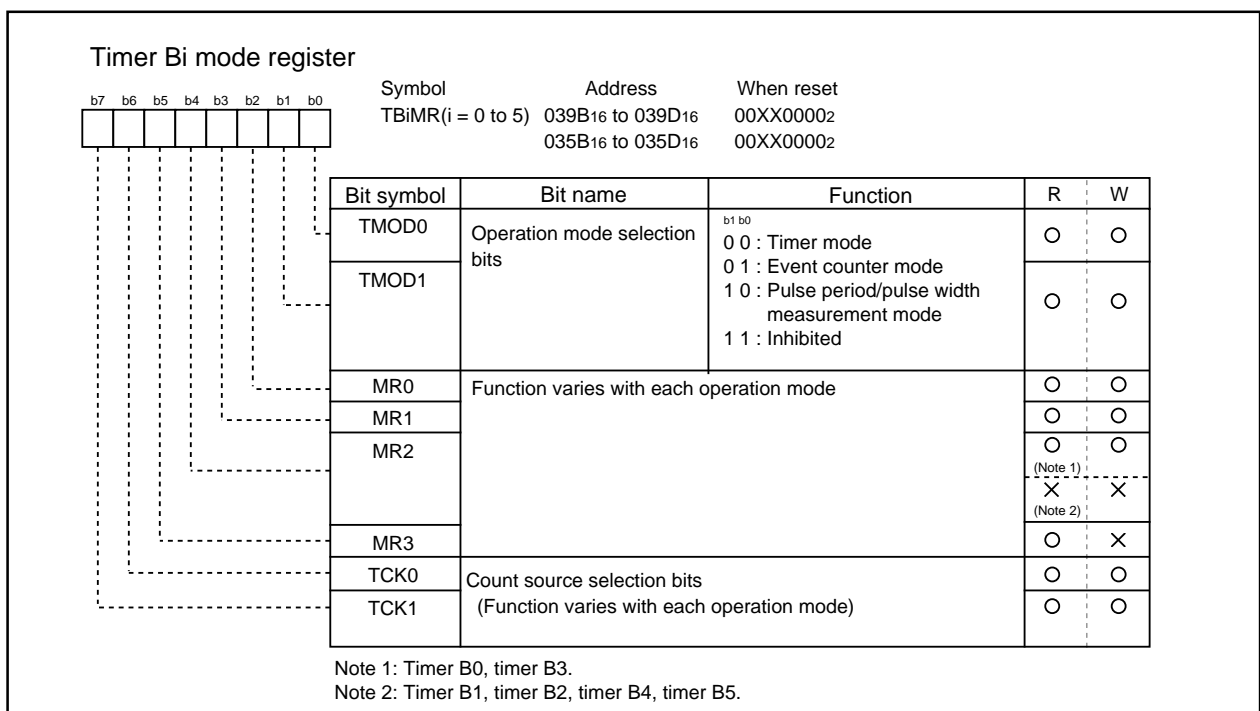 Timer Bi mode register
Symbol Address When reset
TBiMR(i = 0 to 5) 039B16 to 039D16 00XX00002
035B16 to 035D16 00XX00002
b7 b6 b5 b4 b3 b2 b1 b0
Bit symbol Bit name Function R W
TMOD0 Operation mode selection bits
b1 b0
0 0 : Timer mode
0 1 : Event counter mode
1 0 : Pulse period/pulse width
measurement mode
1 1 : Inhibited
TMOD1
MR0 Function varies with each operation mode
MR1
MR2
(Note 1)
(Note 2)
MR3
TCK0 Count source selection bits
TCK1 (Function varies with each operation mode)
Note 1: Timer B0, timer B3.
Note 2: Timer B1, timer B2, timer B4, timer B5.